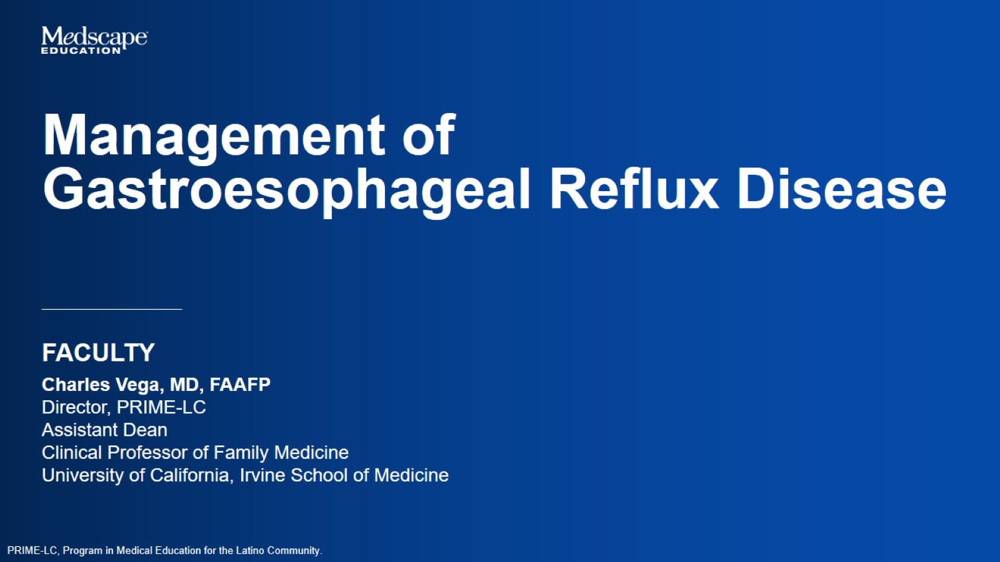 Medscape
EDUCATION
Management of
Gastroesophageal Reflux Disease
FACULTY
Charles Vega, MD, FAAFP
Director, PRIME-LC
Assistant Dean
Clinical Professor of Family Medicine
University of California, Irvine School of Medicine
PRIME-LC, Program in Medical Education for the Latino Community.